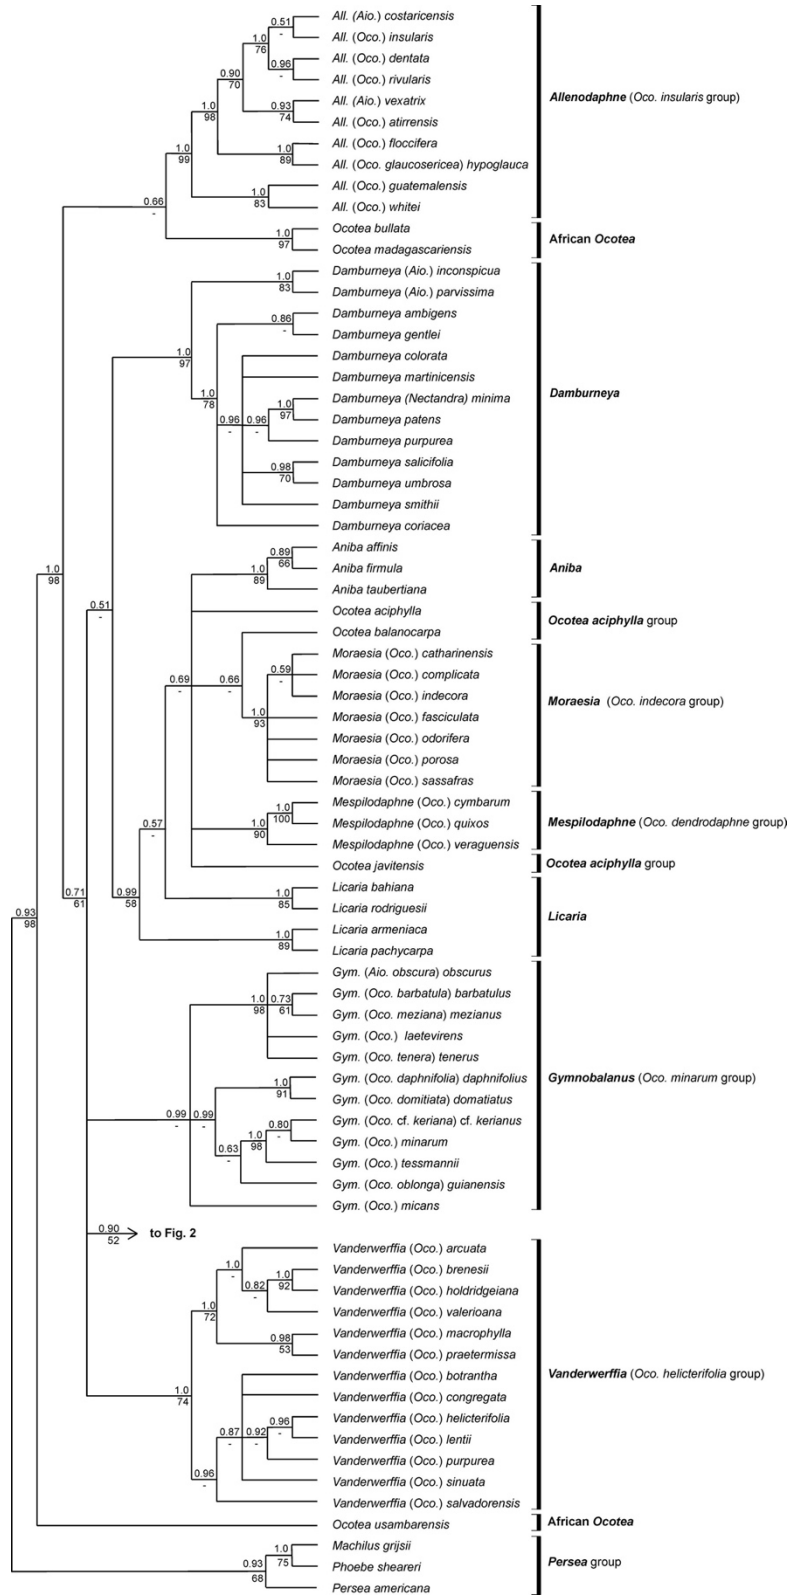 0.51
All. (Aio.) costaricensis
1.0 -
All. (Oco.) insularis
76
0.90 0.96
All. (Oco.) dentata
70 -
All. (Oco.) rivularis
1.0 0.93
All. (Aio.) vexatrix
98 74
All. (Oco.) atirrensis
Allenodaphne (Oco. insularis group)
1.0 1.0
All. (Oco.) floccifera
99 89
All. (Oco. glaucosericea) hypoglauca
1.0
All. (Oco.) guatemalensis
83
All. (Oco.) whitei
0.66
-
1.0
Ocotea bullata
97
Ocotea madagascariensis
African Ocotea
1.0
Damburneya (Aio.) inconspicua
83
Damburneya (Aio.) parvissima
0.86
Damburneya ambigens
-
Damburneya gentlei
1.0
97
Damburneya colorata
Damburneya martinicensis
Damburneya
1.0
78
1.0
Damburneya (Nectandra) minima
97
0.96 0.96
- -
Damburneya patens
Damburneya purpurea
0.98
Damburneya salicifolia
70
Damburneya umbrosa
Damburneya smithii
Damburneya coriacea
0.89
Aniba affinis
66
1.0
89
Aniba firmula
Aniba
Aniba taubertiana
1.0
98
0.51
-
Ocotea aciphylla
Ocotea balanocarpa
Ocotea aciphylla group
Moraesia (Oco.) catharinensis
0.59
-
Moraesia (Oco.) complicata
0.69 0.66
- -
Moraesia (Oco.) indecora
Moraesia (Oco. indecora group)
1.0
93
Moraesia (Oco.) fasciculata
Moraesia (Oco.) odorifera
Moraesia (Oco.) porosa
Moraesia (Oco.) sassafras
1.0
Mespilodaphne (Oco.) cymbarum
100
0.57 1.0
- 90
Mespilodaphne (Oco.) quixos
Mespilodaphne (Oco. dendrodaphne group)
Mespilodaphne (Oco.) veraguensis
Ocotea javitensis
Ocotea aciphylla group
0.71
61
0.99
58
1.0
Licaria bahiana
85
Licaria rodriguesii
Licaria
0.93
98
1.0
Licaria armeniaca
89
Licaria pachycarpa
Gym. (Aio. obscura) obscurus
1.0 0.73
98 61
Gym. (Oco. barbatula) barbatulus
Gym. (Oco. meziana) mezianus
Gym. (Oco.) laetevirens
Gym. (Oco. tenera) tenerus
1.0
Gym. (Oco. daphnifolia) daphnifolius
91
Gymnobalanus (Oco. minarum group)
Gym. (Oco. domitiata) domatiatus
0.99 0.99
- -
0.80
Gym. (Oco. cf. keriana) cf. kerianus
-
1.0
98
Gym. (Oco.) minarum
0.63
-
Gym. (Oco.) tessmannii
Gym. (Oco. oblonga) guianensis
Gym. (Oco.) micans
0.90
52
to Fig. 2
Vanderwerffia (Oco.) arcuata
1.0 1.0
- 92
Vanderwerffia (Oco.) brenesii
0.82
-
Vanderwerffia (Oco.) holdridgeiana
1.0
72
Vanderwerffia (Oco.) valerioana
0.98
Vanderwerffia (Oco.) macrophylla
53
Vanderwerffia (Oco.) praetermissa
Vanderwerffia (Oco. helicterifolia group)
Vanderwerffia (Oco.) botrantha
1.0
74
Vanderwerffia (Oco.) congregata
0.96
-
Vanderwerffia (Oco.) helicterifolia
0.87 0.92
- -
Vanderwerffia (Oco.) lentii
Vanderwerffia (Oco.) purpurea
0.96
-
Vanderwerffia (Oco.) sinuata
Vanderwerffia (Oco.) salvadorensis
Ocotea usambarensis
African Ocotea
1.0
Machilus grijsii
75
0.93
68
Phoebe sheareri
Persea group
Persea americana